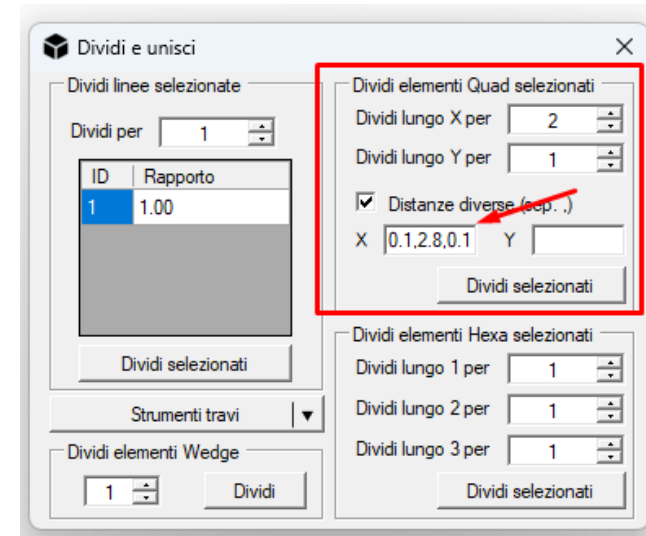 Dividi e unisci
Dividi linee selezionate
Dividi per 1
ID Rapporto
1 1.00
Dividi selezionati
Strumenti travi
Dividi elementi Wedge
1 Dividi
Dividi elementi Quad selezionati
Dividi lungo X per 2
Dividi lungo Y per 1
Distanze diverse (sep. ,)
X 0.1,2.8,0.1 Y
Dividi selezionati
Dividi elementi Hexa selezionati
Dividi lungo 1 per 1
Dividi lungo 2 per 1
Dividi lungo 3 per 1
Dividi selezionati